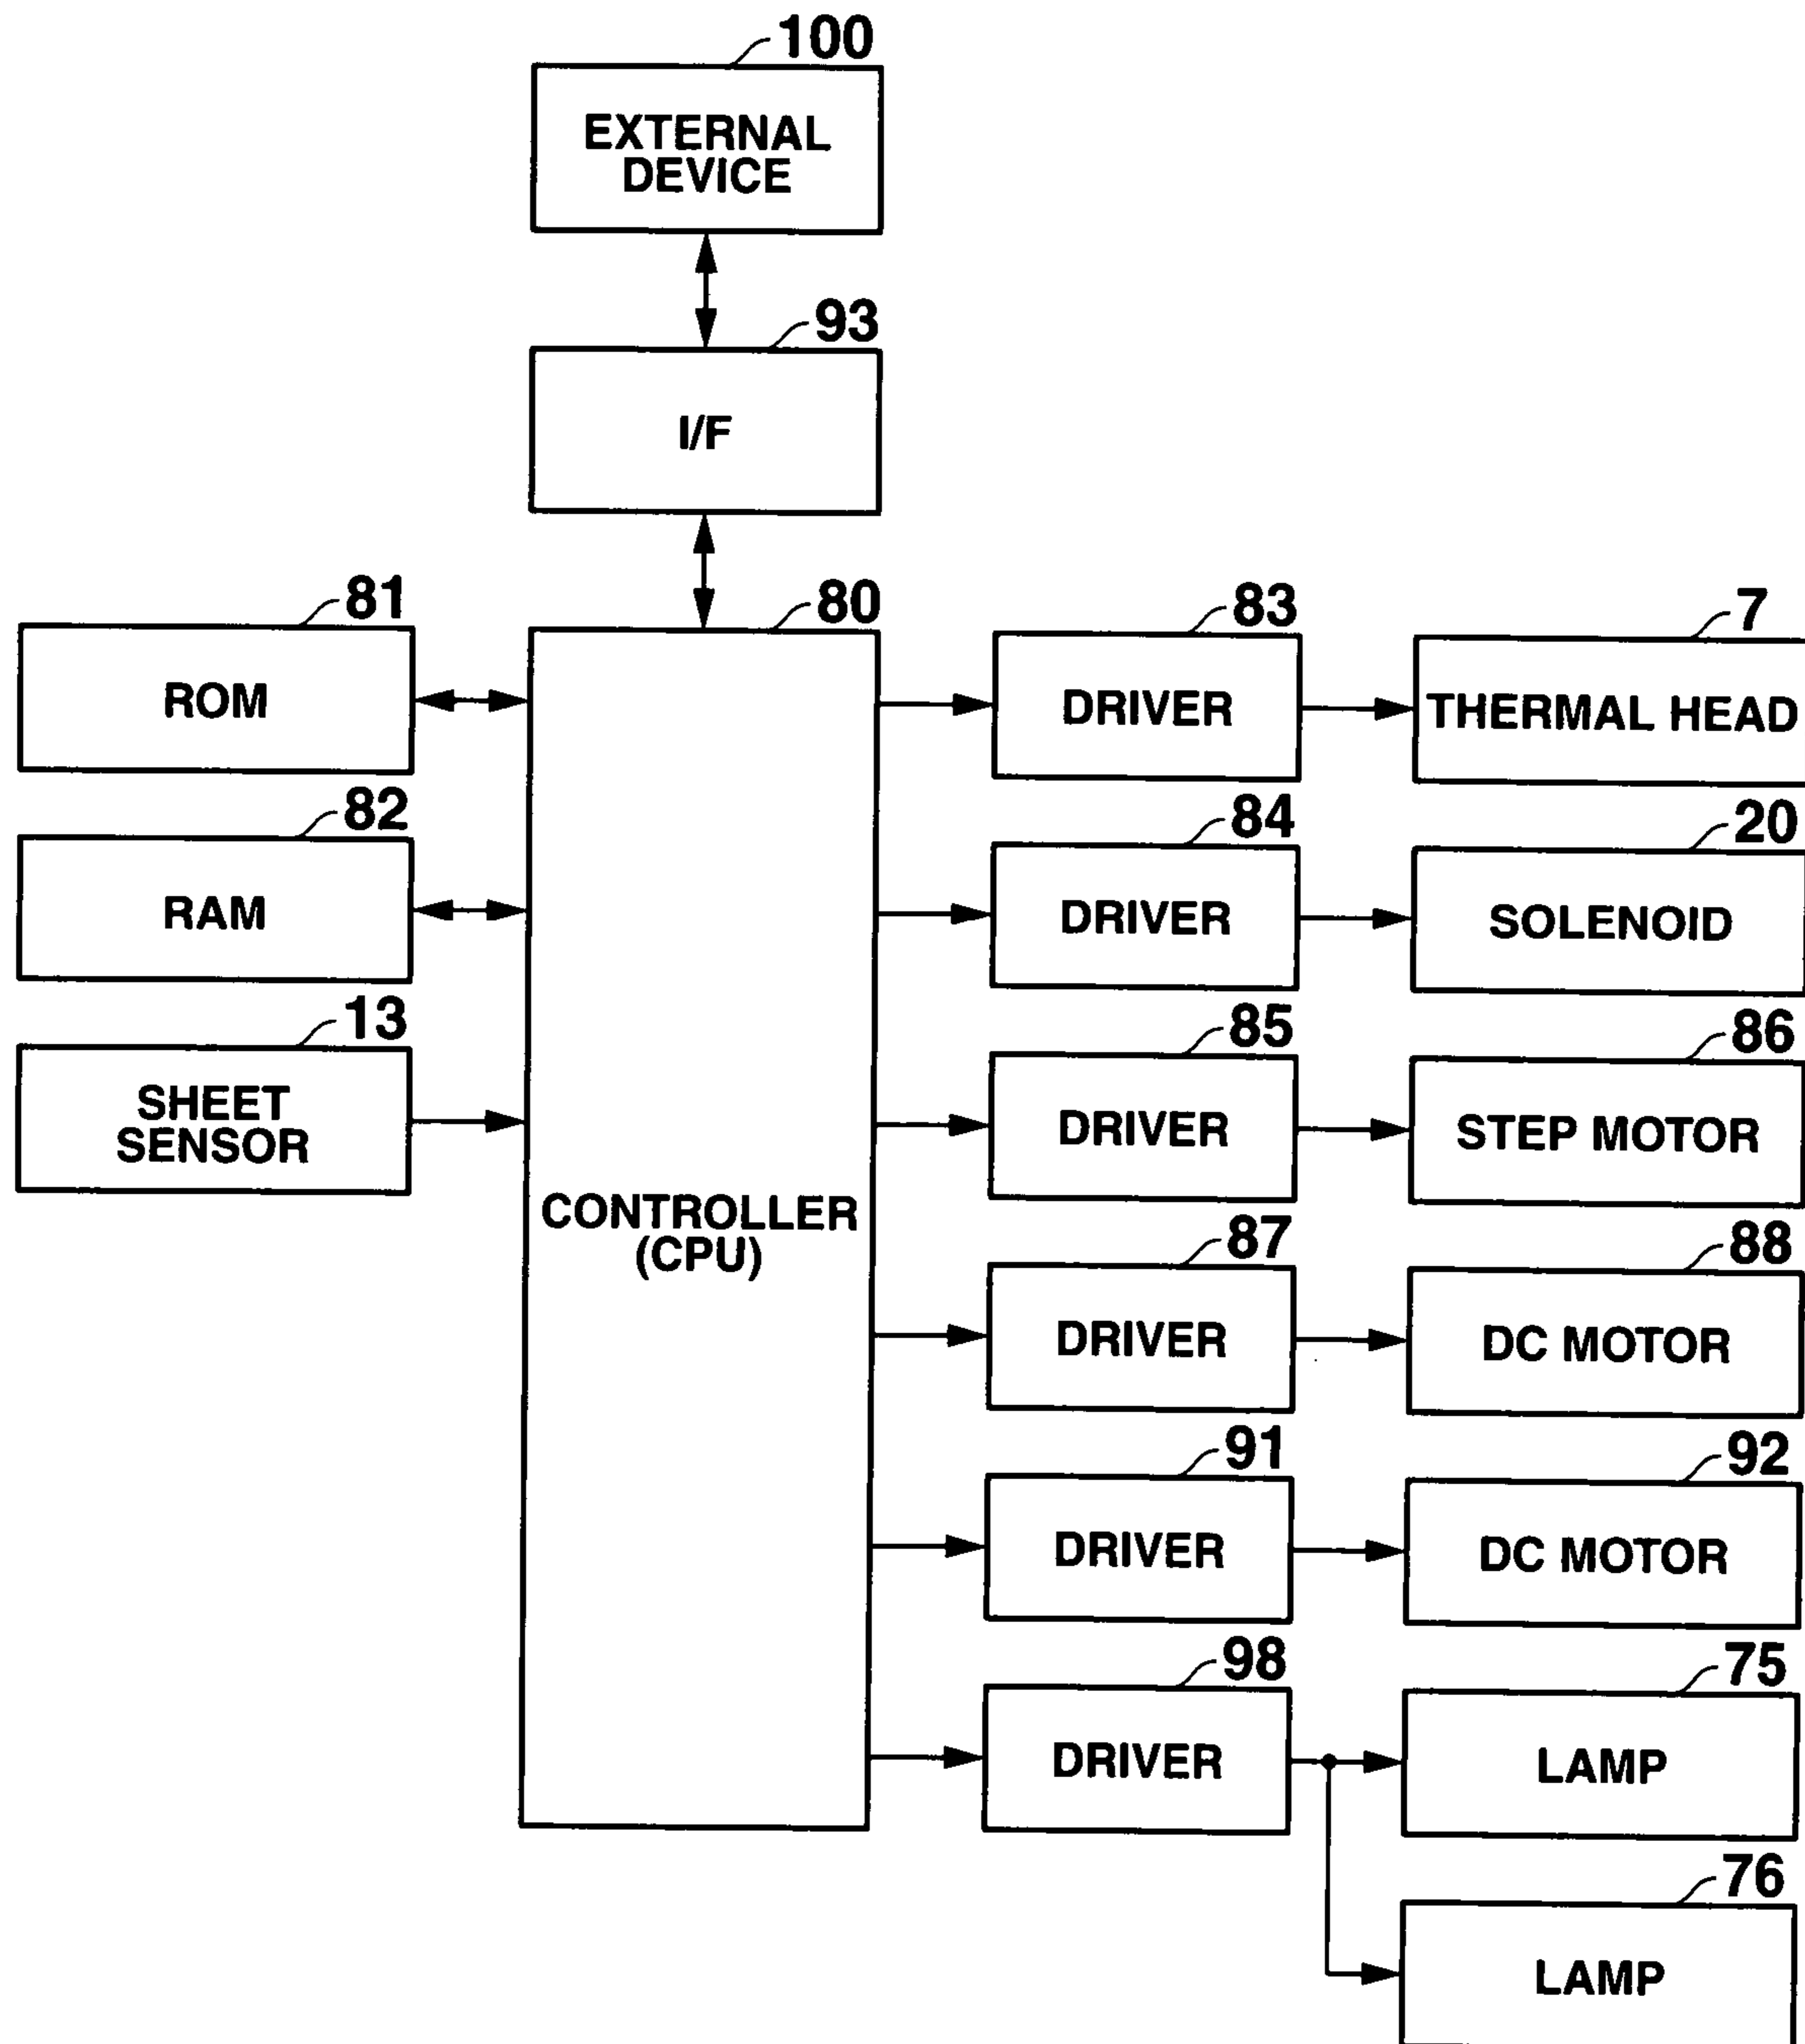 100
EXTERNAL
DEVICE
93
I/F
81
80
83
7
ROM
DRIVER
THERMAL HEAD
82
84
20
RAM
DRIVER
SOLENOID
13
85
86
SHEET
SENSOR
DRIVER
STEP MOTOR
CONTROLLER
(CPU)
87
88
DRIVER
DC MOTOR
91
92
DRIVER
DC MOTOR
98
75
DRIVER
LAMP
76
LAMP